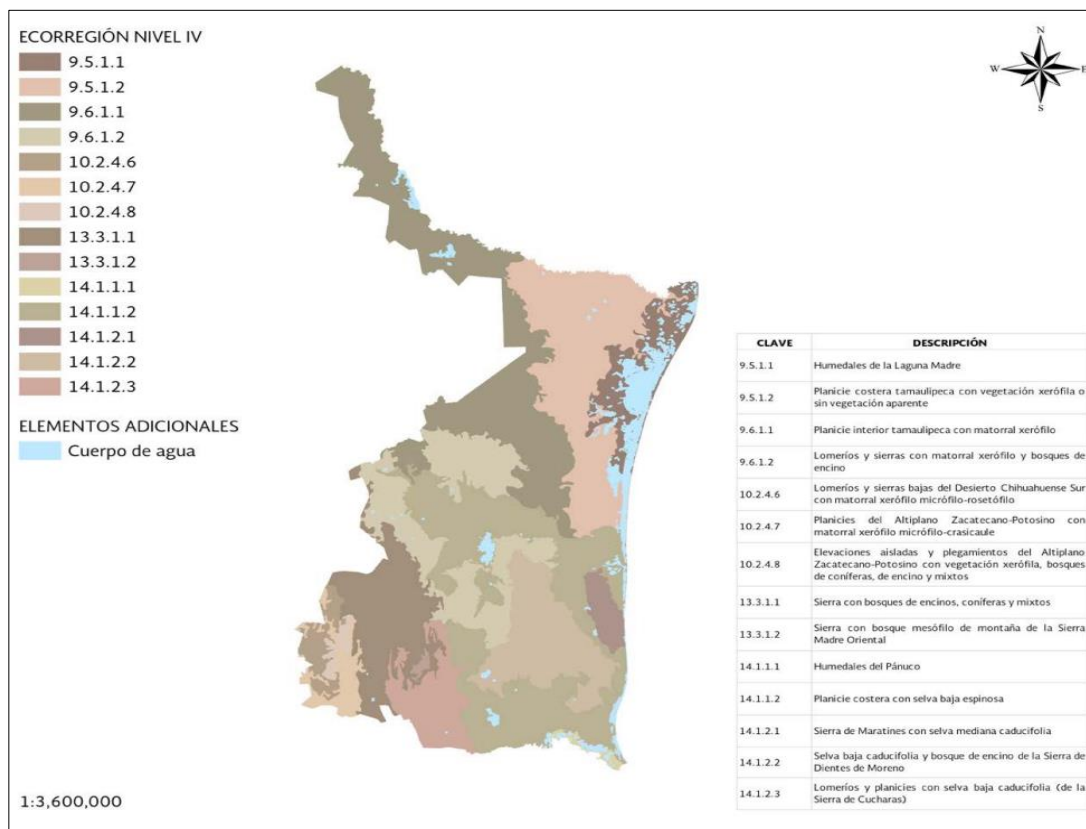 ECORREGIÓN NIVEL IV
9.5.1.1
9.5.1.2
9.6.1.1
9.6.1.2
10.2.4.6
10.2.4.7
10.2.4.8
13.3.1.1
13.3.1.2
14.1.1.1
14.1.1.2
14.1.2.1
14.1.2.2
14.1.2.3
ELEMENTOS ADICIONALES
Cuerpo de agua
1:3,600,000
N
W
E
S
CLAVE DESCRIPCIÓN
9.5.1.1 Humedales de la Laguna Madre
9.5.1.2 Planicie costera tamaulipeca con vegetación xerófila o
sin vegetación aparente
9.6.1.1 Planicie interior tamaulipeca con matorral xerófilo
9.6.1.2 Lomeríos y sierras con matorral xerófilo y bosques de
encino
10.2.4.6 Lomeríos y sierras bajas del Desierto Chihuahuense Sur
con matorral xerófilo micrófilo-rosetófilo
10.2.4.7 Planicies del Altiplano Zacatecano-Potosino con
matorral xerófilo micrófilo-crasicaule
10.2.4.8 Elevaciones aisladas y plegamientos del Altiplano
Zacatecano-Potosino con vegetación xerófila, bosques
de coníferas, de encino y mixtos
13.3.1.1 Sierra con bosques de encinos, coníferas y mixtos
13.3.1.2 Sierra con bosque mesófilo de montaña de la Sierra
Madre Oriental
14.1.1.1 Humedales del Pánuco
14.1.1.2 Planicie costera con selva baja espinosa
14.1.2.1 Sierra de Maratines con selva mediana caducifolia
14.1.2.2 Selva baja caducifolia y bosque de encino de la Sierra de
Dientes de Moreno
14.1.2.3 Lomeríos y planicies con selva baja caducifolia (de la
Sierra de Cucharas)